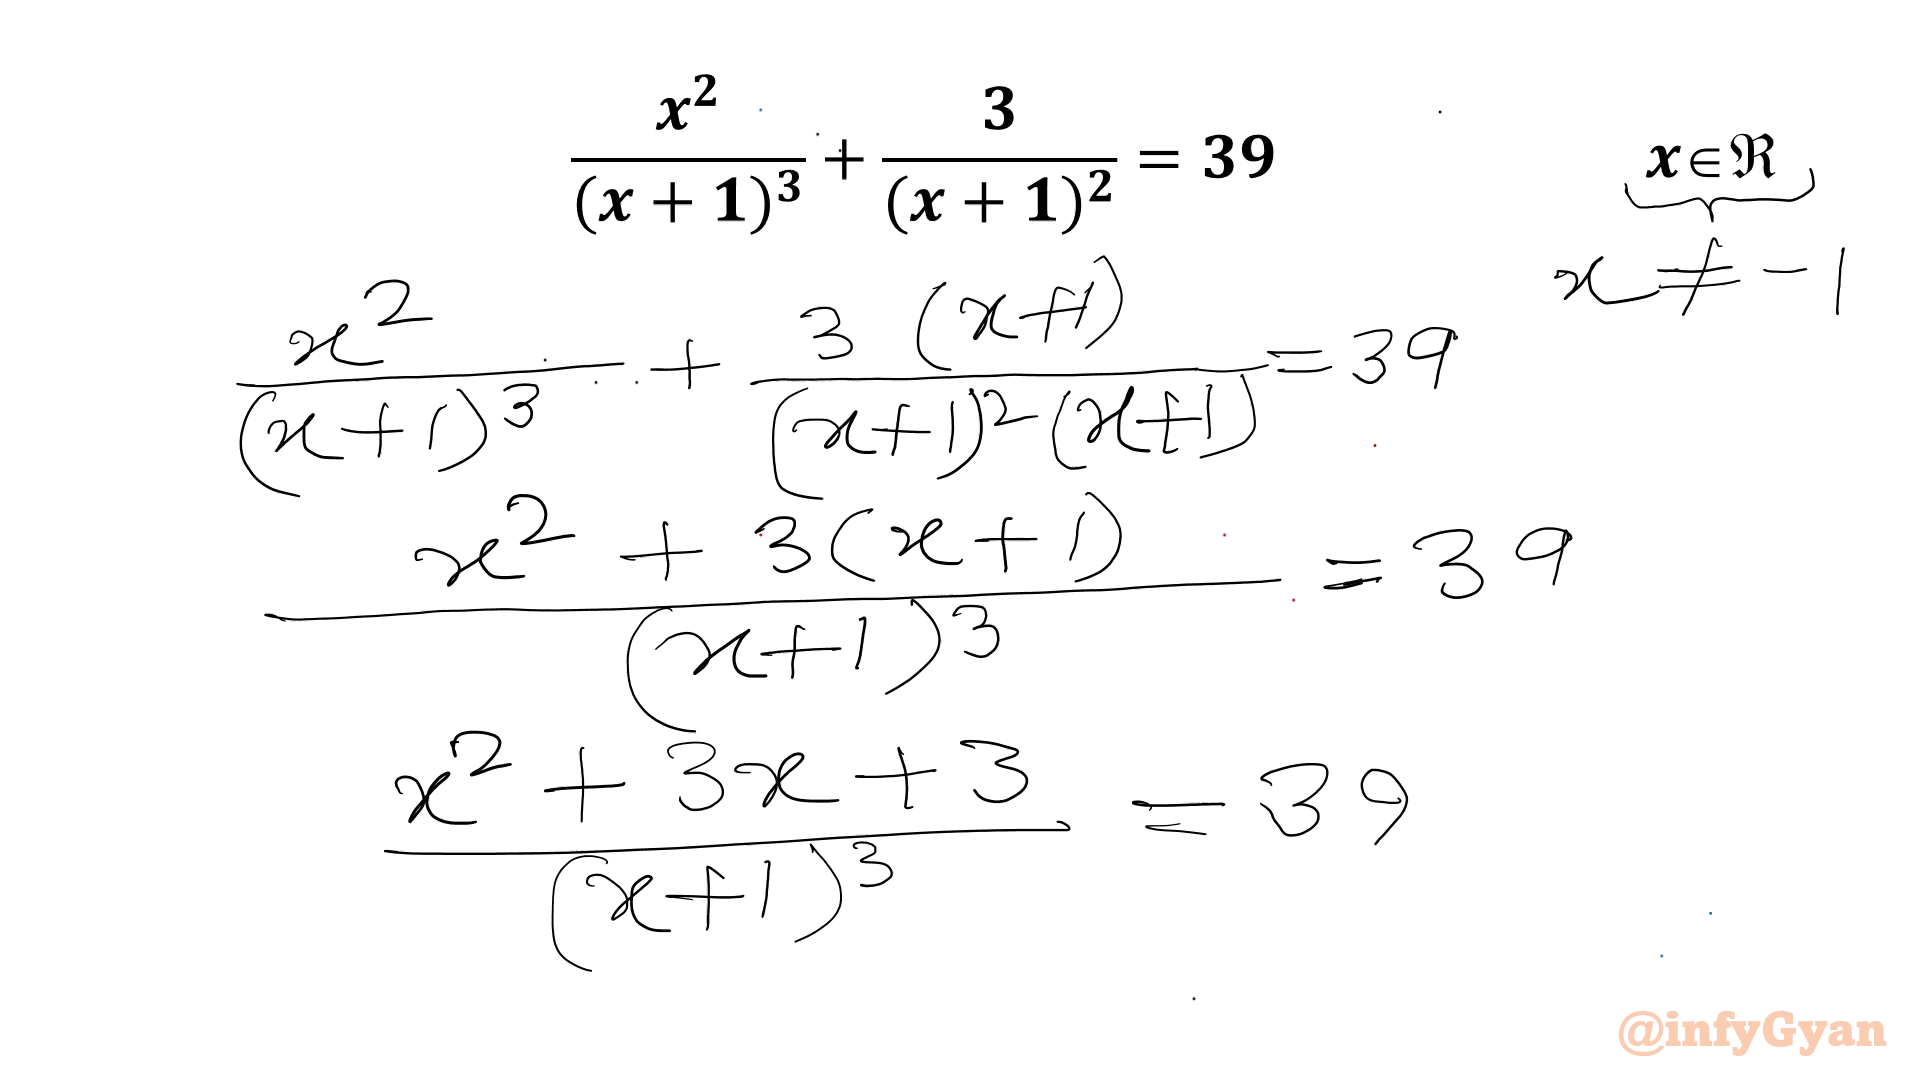 x²/(x + 1)³ + 3/(x + 1)² = 39
x∈ℜ
x ≠ -1
x²/(x+1)³ + 3(x+1)/(x+1)²(x+1) = 39
x² + 3(x+1)/(x+1)³ = 39
x² + 3x + 3/(x+1)³ = 39
@infyGyan